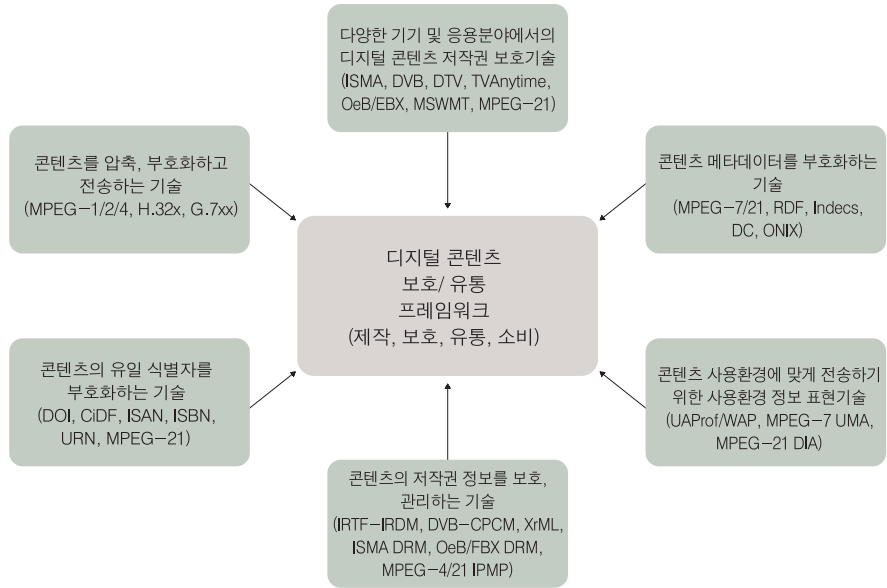 다양한 기기 및 응용분야에서의
디지털 콘텐츠 저작권 보호기술
(ISMA, DVB, DTV, TVAnytime,
OeB/EBX, MSWMT, MPEG-21)
콘텐츠를 압축, 부호화하고
전송하는 기술
(MPEG-1/2/4, H.32x, G.7xx)
콘텐츠 메타데이터를 부호화하는
기술
(MPEG-7/21, RDF, Indecs,
DC, ONIX)
디지털 콘텐츠
보호/ 유통
프레임워크
(제작, 보호, 유통, 소비)
콘텐츠의 유일 식별자를
부호화하는 기술
(DOI, CiDF, ISAN, ISBN,
URN, MPEG-21)
콘텐츠 사용환경에 맞게 전송하기
위한 사용환경 정보 표현기술
(UAProf/WAP, MPEG-7 UMA,
MPEG-21 DIA)
콘텐츠의 저작권 정보를 보호,
관리하는 기술
(IRTF-IRDM, DVB-CPCM, XrML,
ISMA DRM, OeB/FBX DRM,
MPEG-4/21 IPMP)